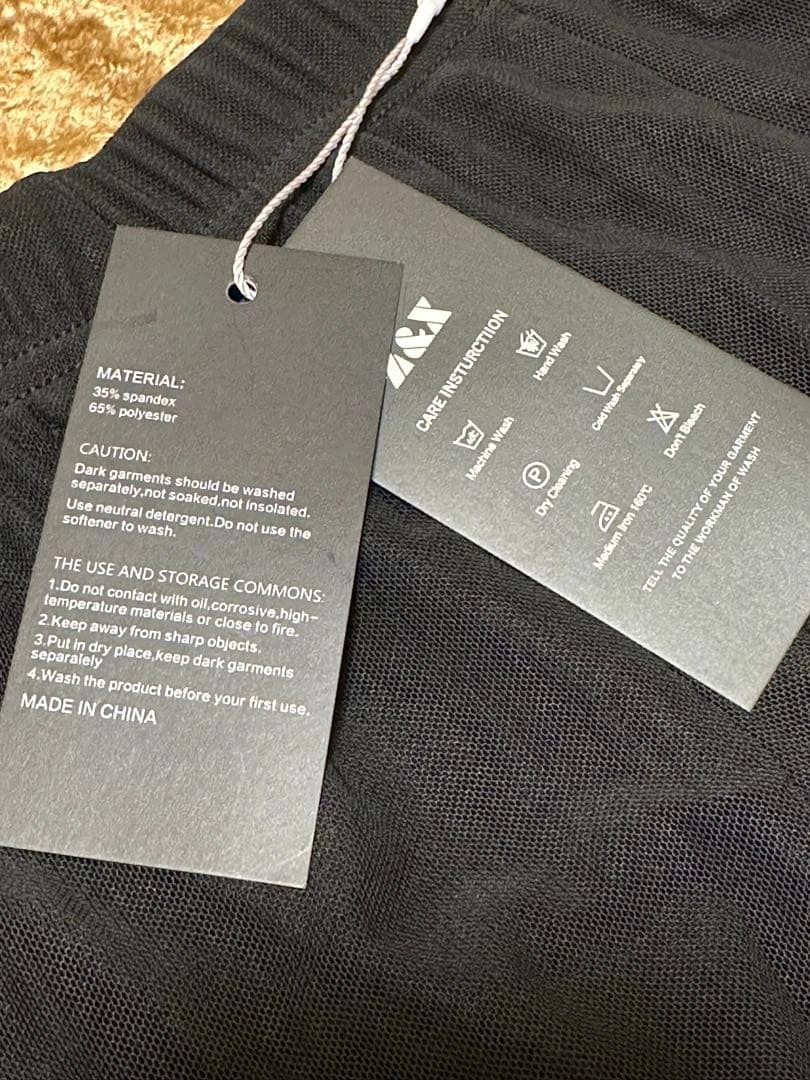 MATERIAL:
35% spandex
65% polyester
CAUTION:
Dark garments should be washed
separately,not soaked,not insolated.
Use neutral detergent.Do not use the
softener to wash.
THE USE AND STORAGE COMMONS:
1.Do not contact with oil,corrosive,high-
temperature materials or close to fire.
2.Keep away from sharp objects.
3.Put in dry place,keep dark garments
separately
4.Wash the product before your first use.
MADE IN CHINA
&X
CARE INSTURCTIION
Hand Wash
Cold Wash Separately
Don't Bleach
Machine Wash
P
Dry Cleaning
Medium Iron 160℃
TELL THE QUALITY OF YOUR GARMENT
TO THE WORKMAN OF WASH